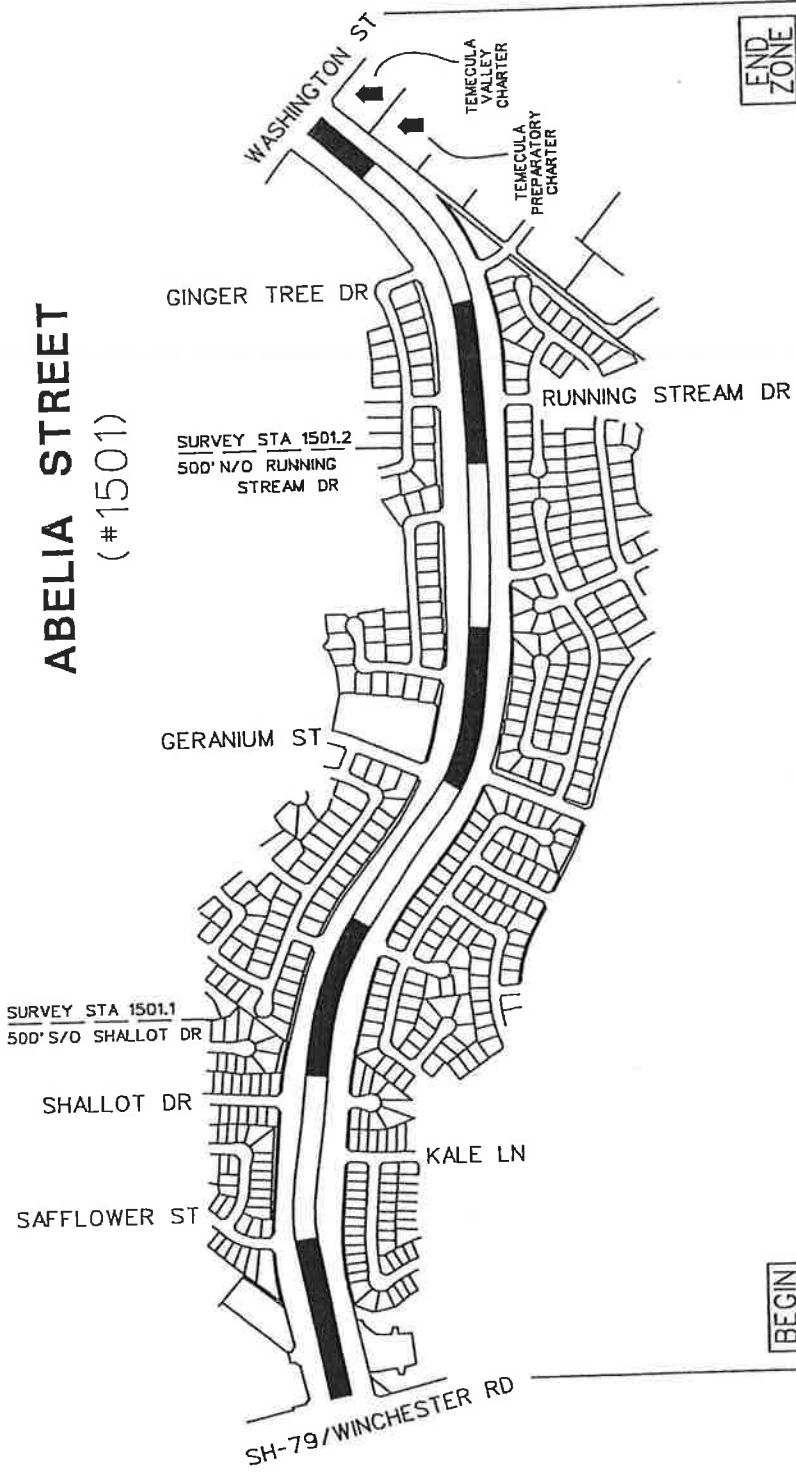 ABELIA STREET
(#1501)
WASHINGTON ST
TEMECULA
VALLEY
CHARTER
TEMECULA
PREPARATORY
CHARTER
END
ZONE
GINGER TREE DR
RUNNING STREAM DR
SURVEY STA 1501.2
500' N/O RUNNING
STREAM DR
GERANIUM ST
SURVEY STA 1501.1
500' S/O SHALLOT DR
SHALLOT DR
KALE LN
SAFFLOWER ST
BEGIN
SH-79/WINCHESTER RD